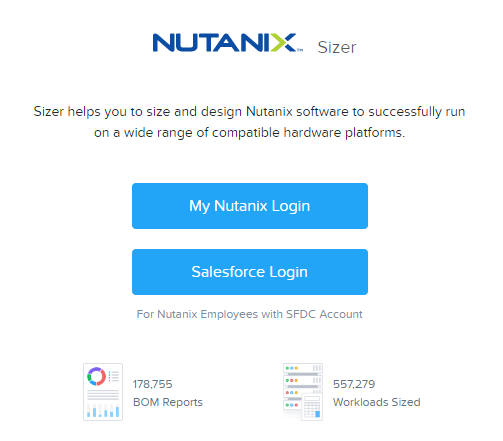 NUTANIX™ Sizer
Sizer helps you to size and design Nutanix software to successfully run
on a wide range of compatible hardware platforms.
My Nutanix Login
Salesforce Login
For Nutanix Employees with SFDC Account
178,755
BOM Reports
557,279
Workloads Sized